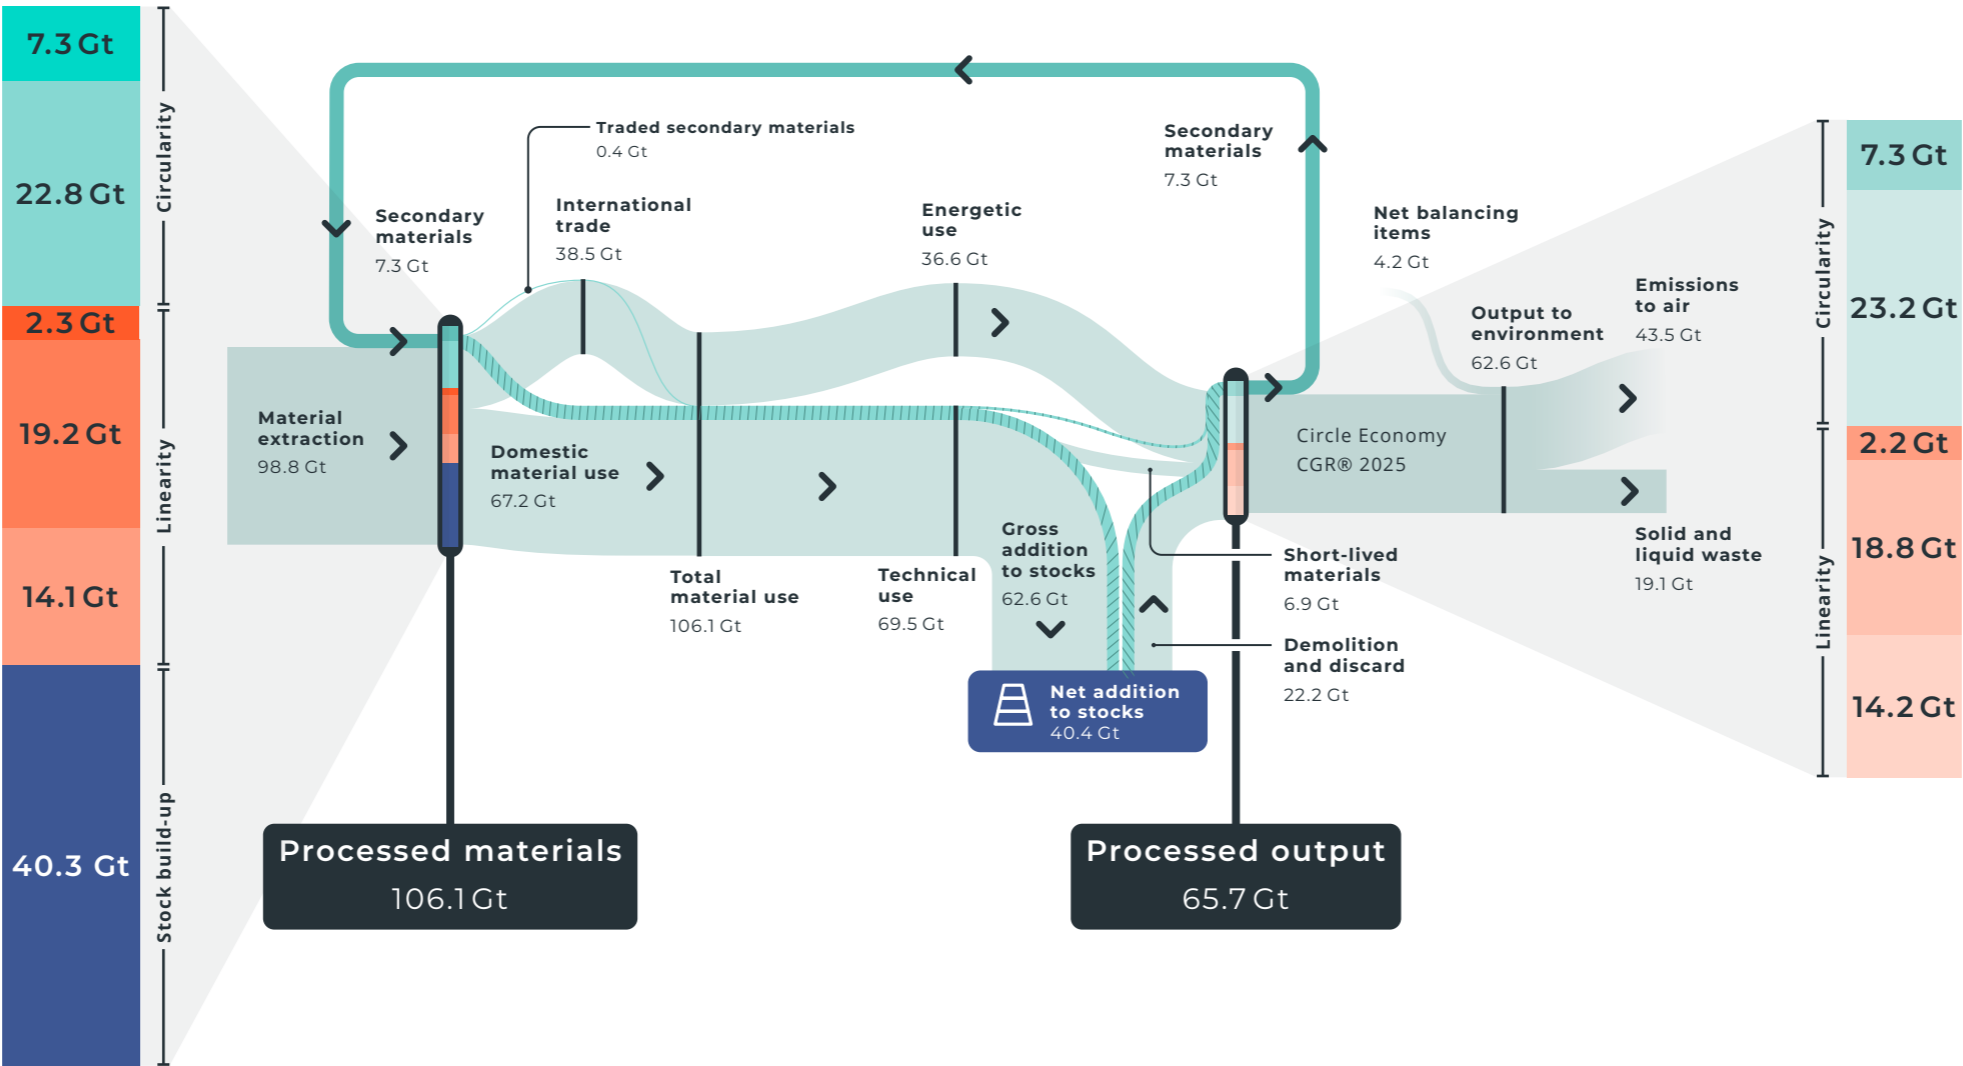 7.3 Gt
22.8 Gt
2.3 Gt
19.2 Gt
14.1 Gt
40.3 Gt
Circularity
Linearity
Stock build-up
Material
extraction
98.8 Gt
Secondary
materials
7.3 Gt
Traded secondary materials
0.4 Gt
International
trade
38.5 Gt
Domestic
material use
67.2 Gt
Total
material use
106.1 Gt
Energetic
use
36.6 Gt
Technical
use
69.5 Gt
Gross
addition
to stocks
62.6 Gt
Net addition
to stocks
40.4 Gt
Secondary
materials
7.3 Gt
Short-lived
materials
6.9 Gt
Demolition
and discard
22.2 Gt
Circle Economy
CGR® 2025
Net balancing
items
4.2 Gt
Output to
environment
62.6 Gt
Emissions
to air
43.5 Gt
Solid and
liquid waste
19.1 Gt
Processed materials
106.1 Gt
Processed output
65.7 Gt
Circularity
Linearity
7.3 Gt
23.2 Gt
2.2 Gt
18.8 Gt
14.2 Gt